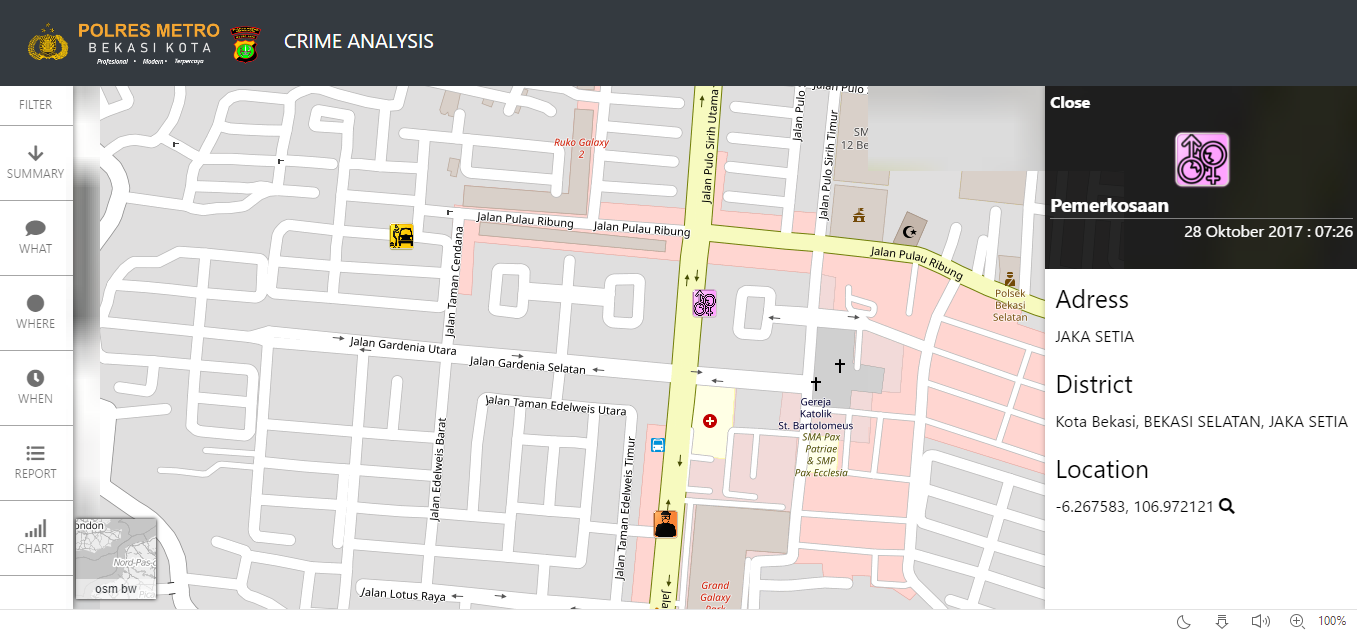 POLRES METRO
BEKASI KOTA
Profesional • Modern • Terpercaya
CRIME ANALYSIS
FILTER
SUMMARY
WHAT
WHERE
WHEN
REPORT
CHART
Ruko Galaxy
2
Jalan Pulo Sirih Utama
Jalan Pulo
Jalan Pulo
Jalan Pulo Sirih Timur
SM
12 Be
Jalan Pulau Ribung
Jalan Pulau Ribung
Jalan Pulau Ribung
Jalan Taman Cendana
Polsek
Bekasi
Selatan
Jalan Gardenia Utara
Jalan Gardenia Selatan
Jalan Taman Edelweis Utara
Jalan Edelweis Barat
Jalan Taman Edelweis Timur
Gereja
Katolik
St. Bartolomeus
SMA Pax
Patriae
& SMP
Pax Ecclesia
Grand
Galaxy
Park
Jalan Lotus Raya
Jala
ondon
Nord-Pas-c
osm bw
Close
Pemerkosaan
28 Oktober 2017 : 07:26
Adress
JAKA SETIA
District
Kota Bekasi, BEKASI SELATAN, JAKA SETIA
Location
-6.267583, 106.972121
100%